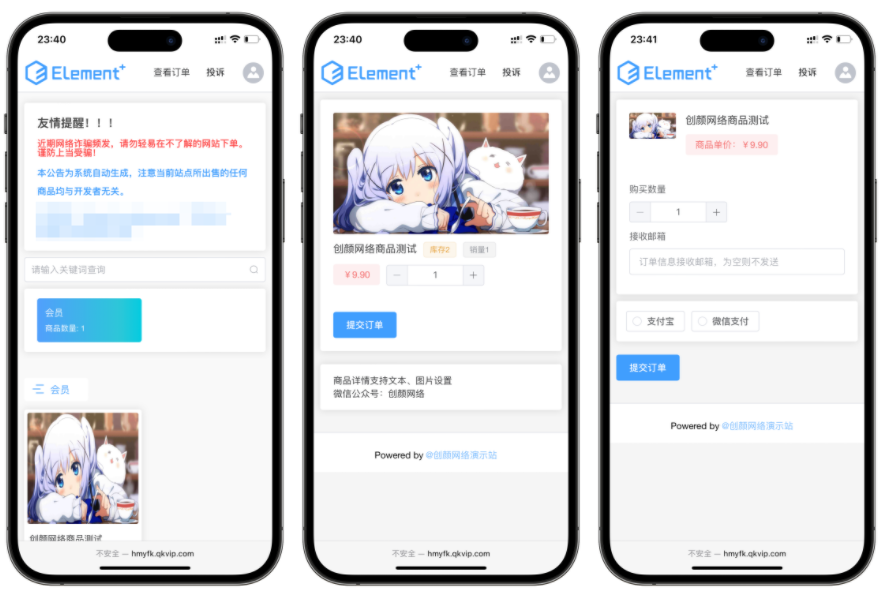 23:40
ELement+
查看订单
投诉
友情提醒！！！
近期网络诈骗频发，请勿轻易在不了解的网站下单。
谨防上当受骗！
本公告为系统自动生成，注意当前站点所出售的任何
商品均与开发者无关。
请输入关键词查询
会员
商品数量: 1
会员
创颜网络商品测试
不安全 — hmyfk.qkvip.com
23:40
ELement+
查看订单
投诉
创颜网络商品测试
库存2
销量1
￥9.90
－ 1 ＋
提交订单
商品详情支持文本、图片设置
微信公众号：创颜网络
Powered by @创颜网络演示站
不安全 — hmyfk.qkvip.com
23:41
ELement+
查看订单
投诉
创颜网络商品测试
商品单价：￥9.90
购买数量
－ 1 ＋
接收邮箱
订单信息接收邮箱，为空则不发送
支付宝
微信支付
提交订单
Powered by @创颜网络演示站
不安全 — hmyfk.qkvip.com